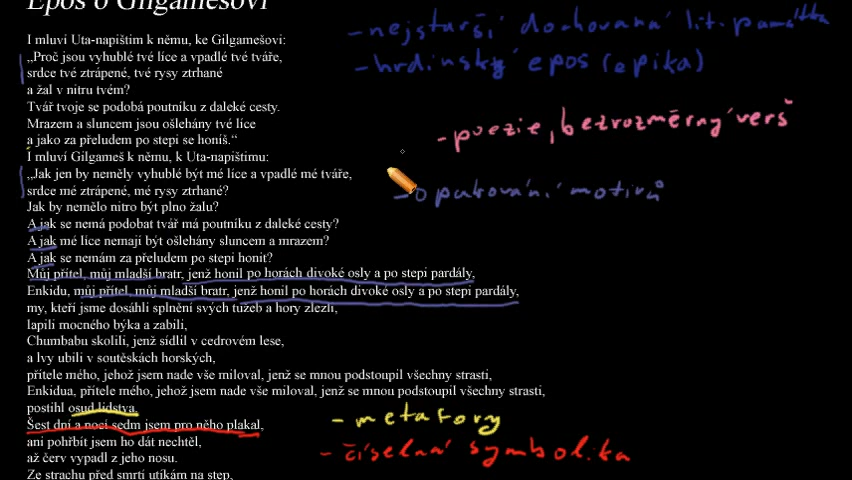 Epos o Gilgamešovi
- nejstarší dochovaná lit. památka
I mluví Uta-napištim k němu, ke Gilgamešovi:
„Proč jsou vyhublé tvé líce a vpadlé tvé tváře,
- hrdinský epos (epika)
srdce tvé ztrápené, tvé rysy ztrhané
a žal v nitru tvém?
Tvář tvoje se podobá poutníku z daleké cesty.
Mrazem a sluncem jsou ošlehány tvé líce
- poezie, bezrozměrný verš
a jako za přeludem po stepi se honíš.“
I mluví Gilgameš k němu, k Uta-napištimu:
„Jak jen by neměly vyhublé být mé líce a vpadlé mé tváře,
srdce mé ztrápené, mé rysy ztrhané?
- opakování motivů
Jak by nemělo nitro být plno žalu?
A jak se nemá podobat tvář má poutníku z daleké cesty?
A jak mé líce nemají být ošlehány sluncem a mrazem?
A jak se nemám za přeludem po stepi honit?
Můj přítel, můj mladší bratr, jenž honil po horách divoké osly a po stepi pardály,
Enkidu, můj přítel, můj mladší bratr, jenž honil po horách divoké osly a po stepi pardály,
my, kteří jsme dosáhli splnění svých tužeb a hory zlezli,
lapili mocného býka a zabili,
Chumbabu skolili, jenž sídlil v cedrovém lese,
a lvy ubili v soutěskách horských,
přítele mého, jehož jsem nade vše miloval, jenž se mnou podstoupil všechny strasti,
Enkidua, přítele mého, jehož jsem nade vše miloval, jenž se mnou podstoupil všechny strasti,
postihl osud lidstva.
- metafory
Šest dní a nocí sedm jsem pro něho plakal,
ani pohřbít jsem ho dát nechtěl,
- číselná symbolika
až červ vypadl z jeho nosu.
Ze strachu před smrtí utíkám na step,